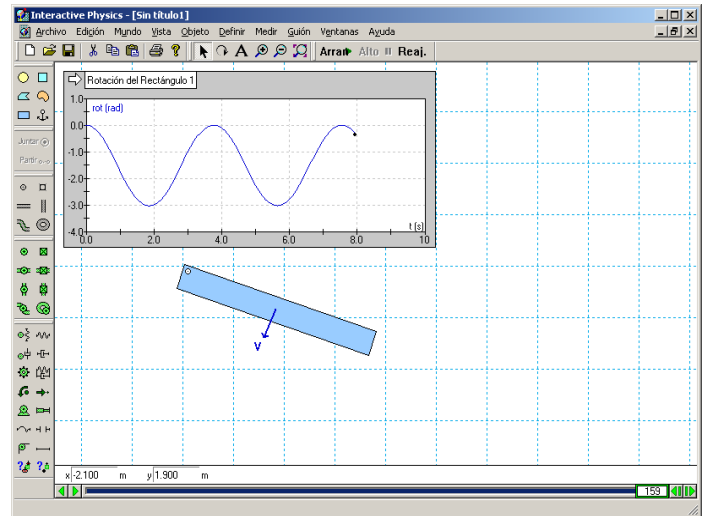 Interactive Physics - [Sin título1]
Archivo Edición Mundo Vista Objeto Definir Medir Guión Ventanas Ayuda
A Arran Alto Reaj.
Rotación del Rectángulo 1
rot (rad)
1.0
0.0
-1.0
-2.0
-3.0
-4.0
t (s)
0.0 2.0 4.0 6.0 8.0 10
Juntar
Partir
V
x -2.100 m y 1.900 m
159